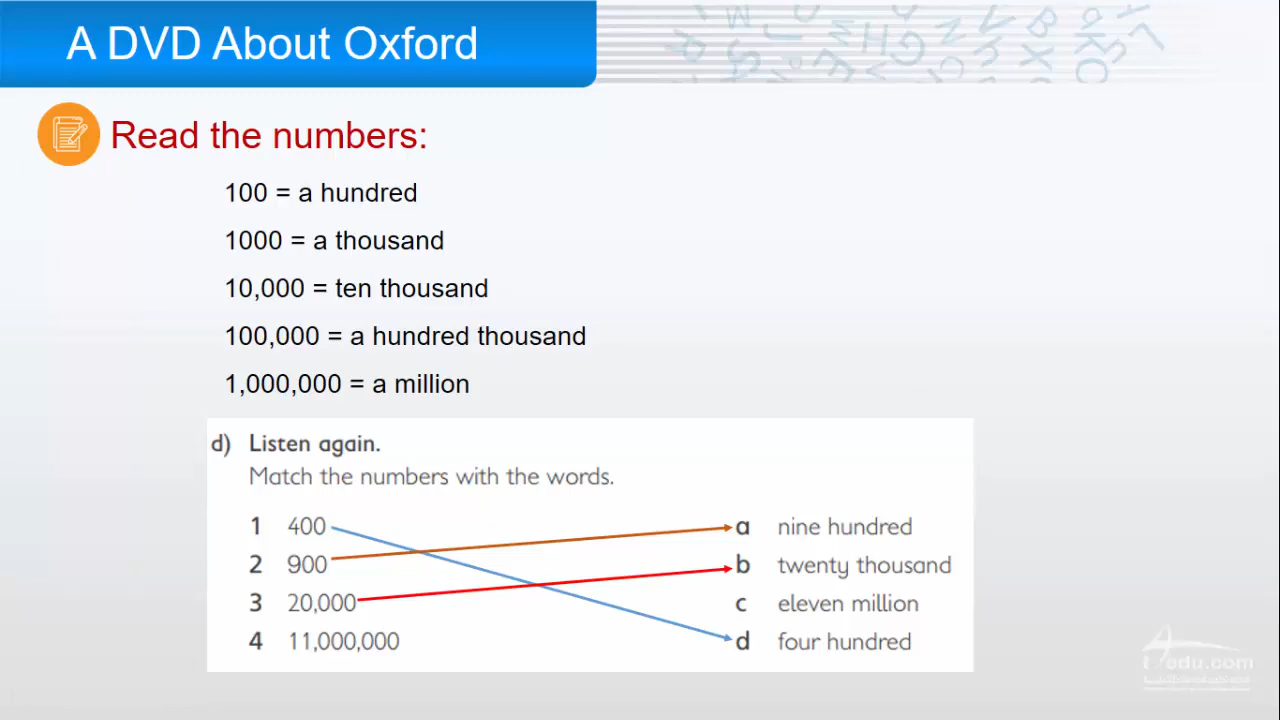 A DVD About Oxford
Read the numbers:
100 = a hundred
1000 = a thousand
10,000 = ten thousand
100,000 = a hundred thousand
1,000,000 = a million
d) Listen again.
Match the numbers with the words.
1 400 a nine hundred
2 900 b twenty thousand
3 20,000 c eleven million
4 11,000,000 d four hundred